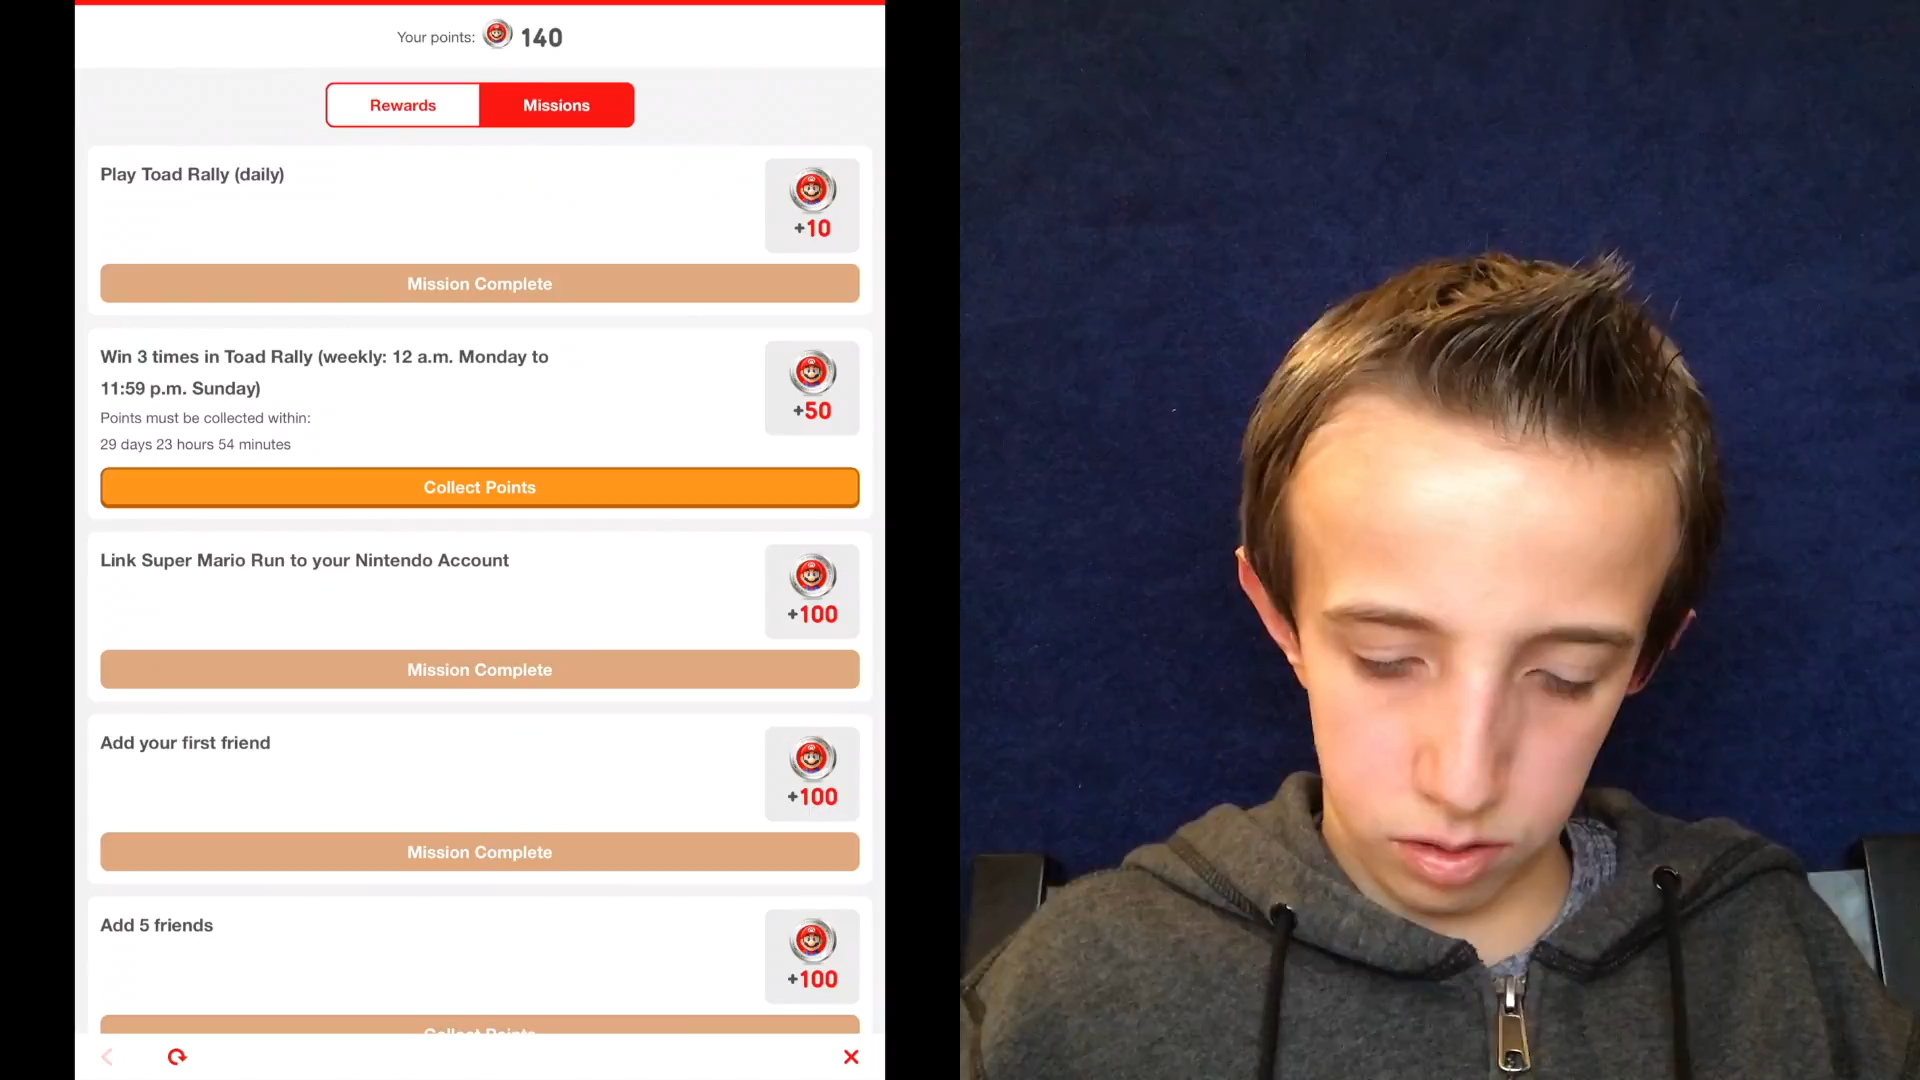 Your points: 140
Rewards
Missions
Play Toad Rally (daily)
+10
Mission Complete
Win 3 times in Toad Rally (weekly: 12 a.m. Monday to
11:59 p.m. Sunday)
Points must be collected within:
29 days 23 hours 54 minutes
+50
Collect Points
Link Super Mario Run to your Nintendo Account
+100
Mission Complete
Add your first friend
+100
Mission Complete
Add 5 friends
+100
Collect Points